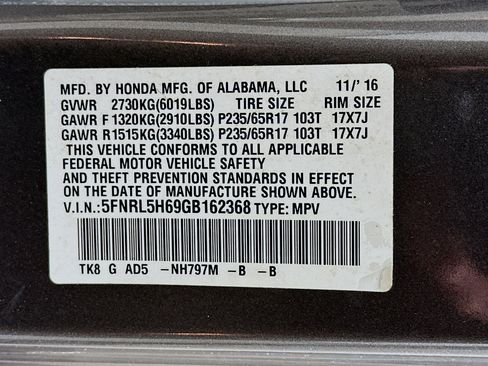 MFD. BY HONDA MFG. OF ALABAMA, LLC 11/' 16
GVWR 2730KG(6019LBS) TIRE SIZE RIM SIZE
GAWR F 1320KG(2910LBS) P235/65R17 103T 17X7J
GAWR R1515KG(3340LBS) P235/65R17 103T 17X7J
THIS VEHICLE CONFORMS TO ALL APPLICABLE
FEDERAL MOTOR VEHICLE SAFETY
AND THEFT PREVENTION STANDARDS IN EFFECT ON
THE DATE OF MANUFACTURE SHOWN ABOVE.
V.I.N.:5FNRL5H69GB162368 TYPE: MPV
TK8 G AD5 -NH797M -B -B